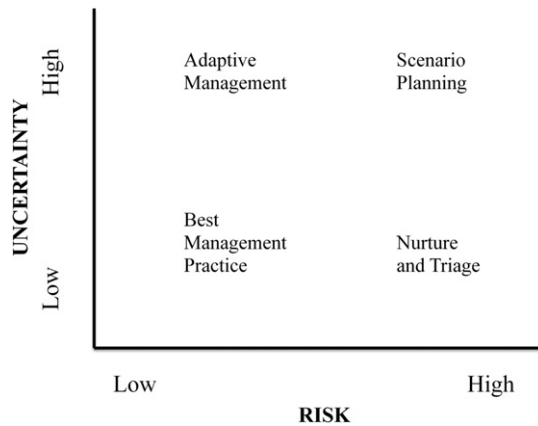 Adaptive
Management
Scenario
Planning
High
UNCERTAINTY
Best
Management
Practice
Nurture
and Triage
Low
Low
High
RISK